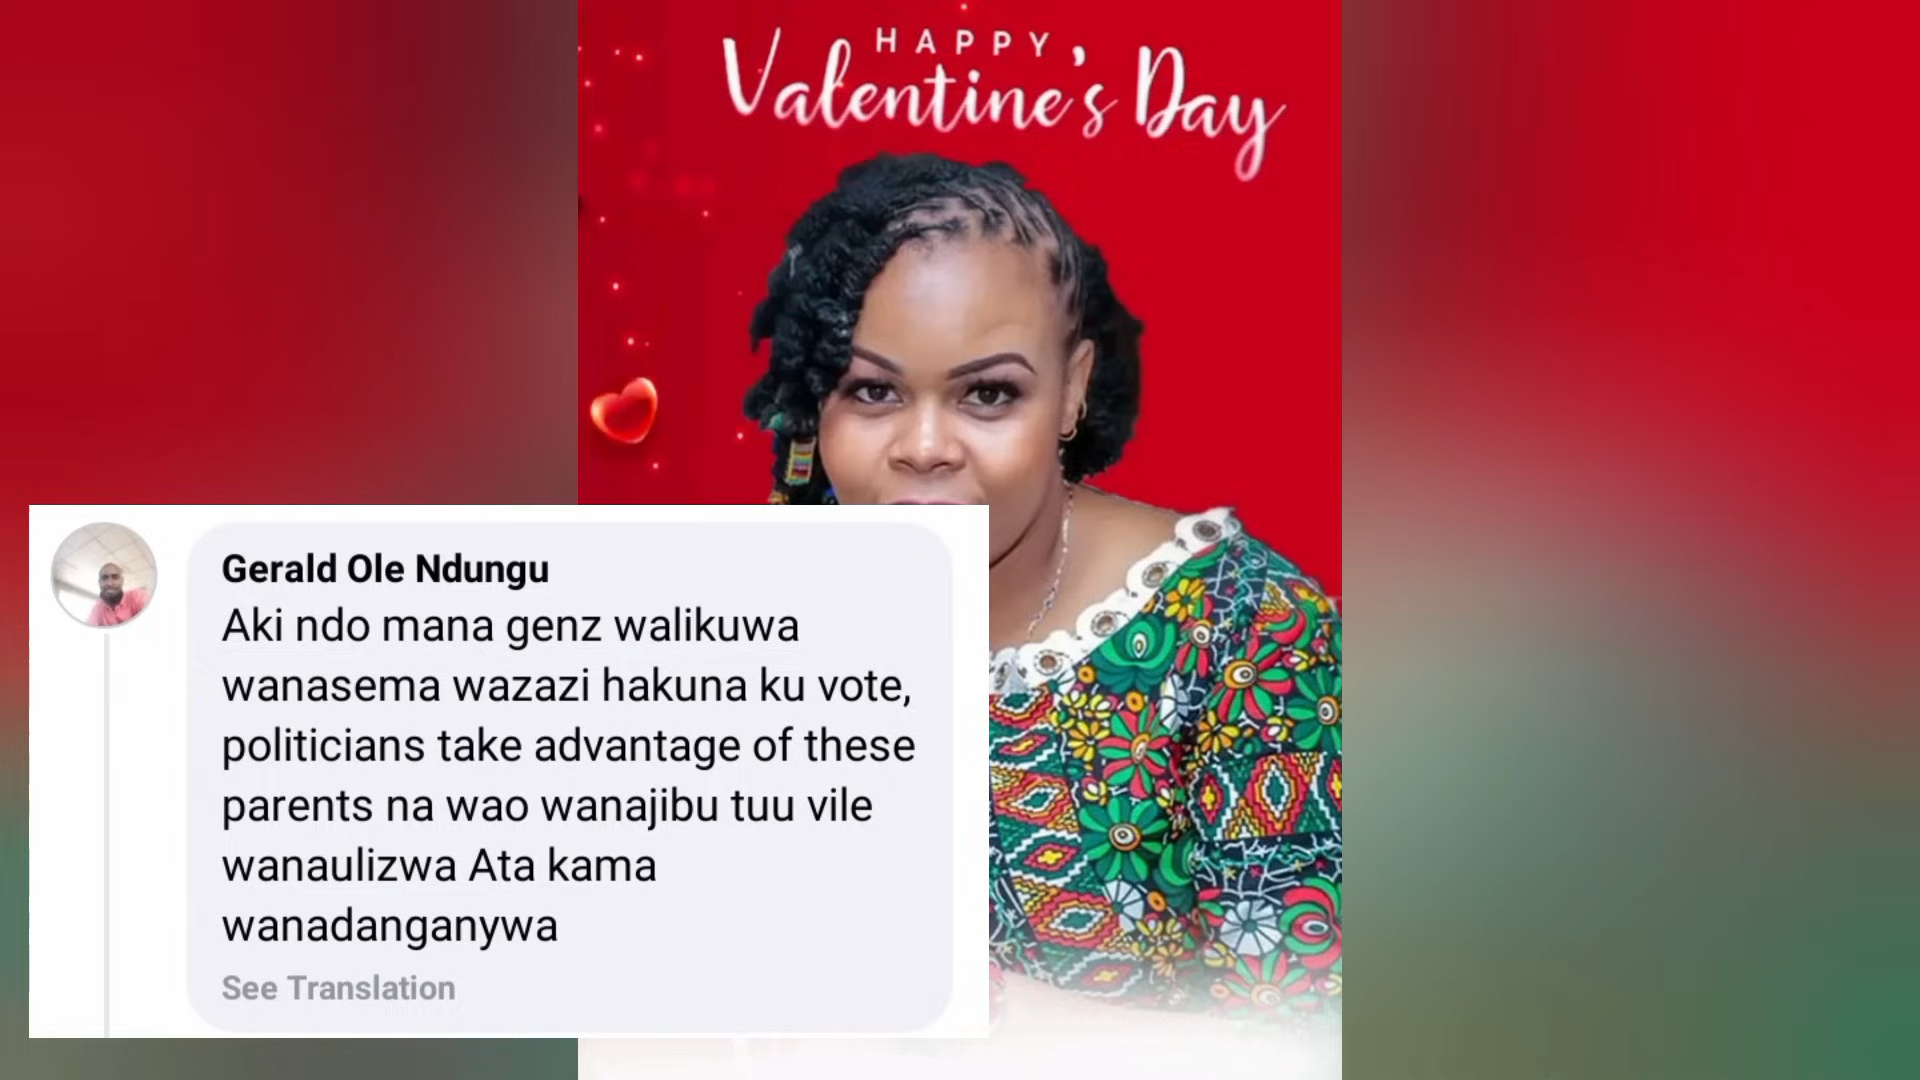 HAPPY
Valentine's Day
Gerald Ole Ndungu
Aki ndo mana genz walikuwa
wanasema wazazi hakuna ku vote,
politicians take advantage of these
parents na wao wanajibu tuu vile
wanaulizwa Ata kama
wanadanganywa
See Translation